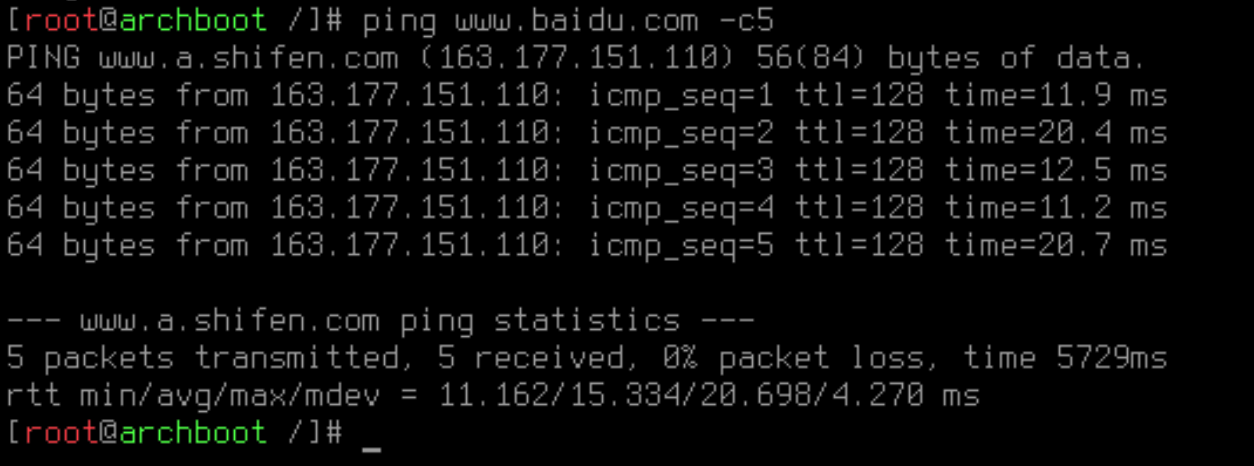 [root@archboot /]# ping www.baidu.com -c5
PING www.a.shifen.com (163.177.151.110) 56(84) bytes of data.
64 bytes from 163.177.151.110: icmp_seq=1 ttl=128 time=11.9 ms
64 bytes from 163.177.151.110: icmp_seq=2 ttl=128 time=20.4 ms
64 bytes from 163.177.151.110: icmp_seq=3 ttl=128 time=12.5 ms
64 bytes from 163.177.151.110: icmp_seq=4 ttl=128 time=11.2 ms
64 bytes from 163.177.151.110: icmp_seq=5 ttl=128 time=20.7 ms
--- www.a.shifen.com ping statistics ---
5 packets transmitted, 5 received, 0% packet loss, time 5729ms
rtt min/avg/max/mdev = 11.162/15.334/20.698/4.270 ms
[root@archboot /]# _